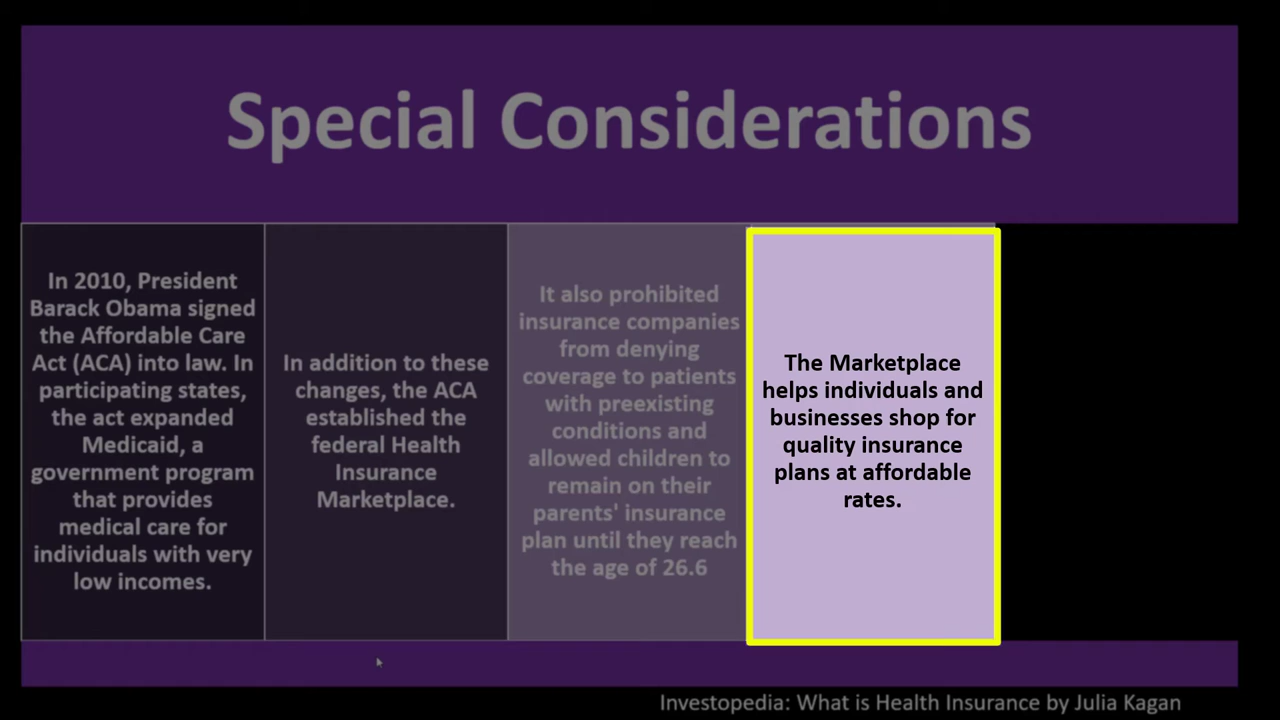 Special Considerations
In 2010, President
Barack Obama signed
the Affordable Care
Act (ACA) into law. In
participating states,
the act expanded
Medicaid, a
government program
that provides
medical care for
individuals with very
low incomes.
In addition to these
changes, the ACA
established the
federal Health
Insurance
Marketplace.
It also prohibited
insurance companies
from denying
coverage to patients
with preexisting
conditions and
allowed children to
remain on their
parents' insurance
plan until they reach
the age of 26.6
The Marketplace
helps individuals and
businesses shop for
quality insurance
plans at affordable
rates.
Investopedia: What is Health Insurance by Julia Kagan